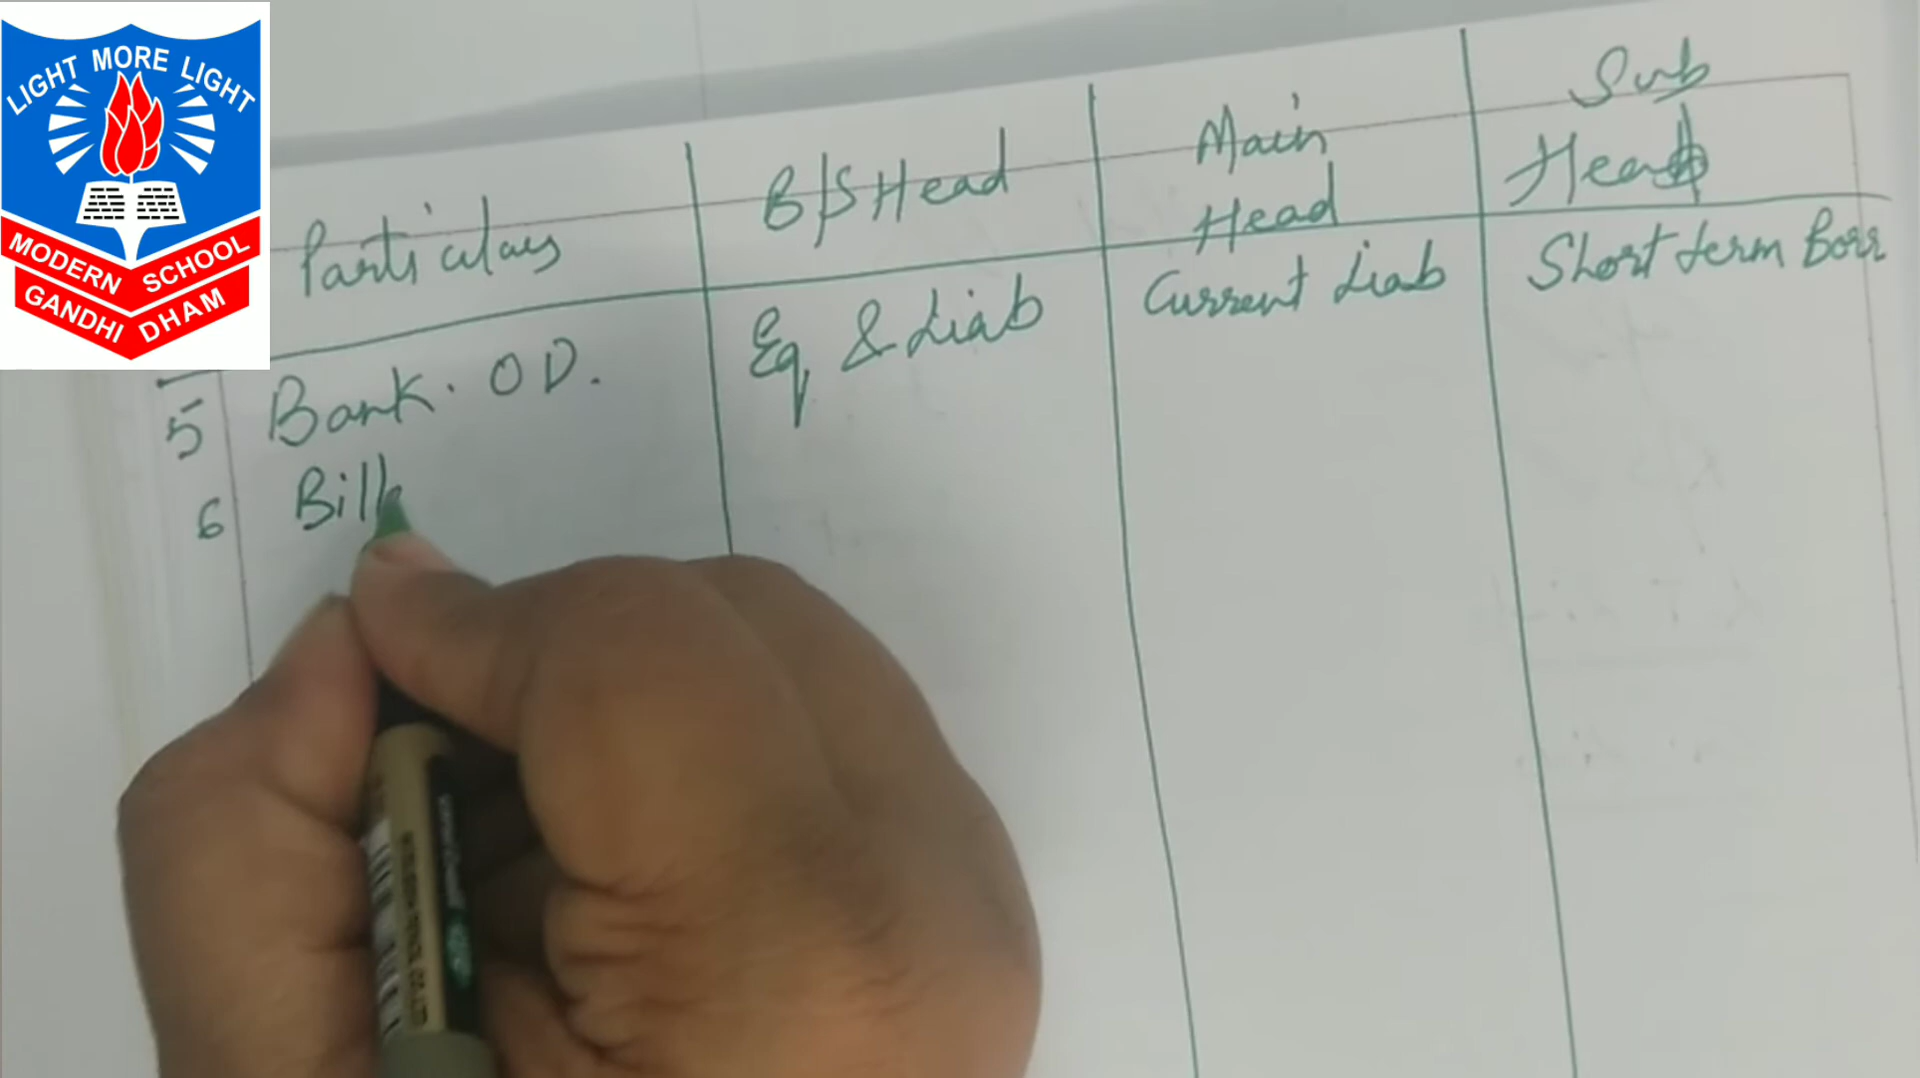 LIGHT MORE LIGHT
MODERN SCHOOL
GANDHI DHAM
Particulars
B/S Head
Main
Head
Sub
Head
5 Bank. O D.
Eq & Liab
Current Liab
Short term Borr
6 Bill